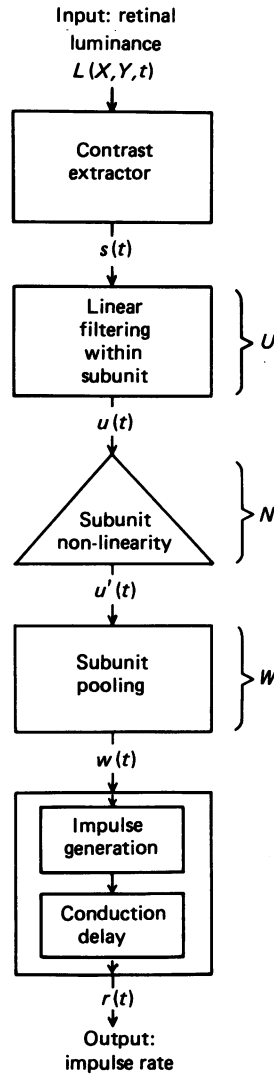 Input: retinal
luminance
L(X,Y,t)
Contrast
extractor
s(t)
Linear
filtering
within
subunit
U
u(t)
Subunit
non-linearity
N
u'(t)
Subunit
pooling
W
w(t)
Impulse
generation
Conduction
delay
r(t)
Output:
impulse rate